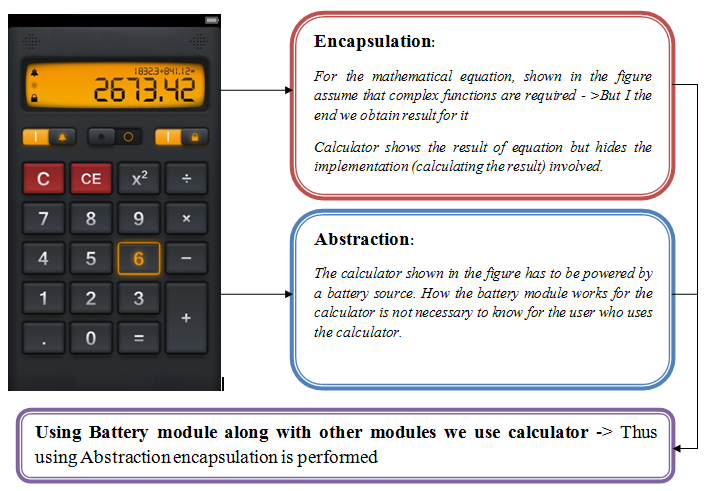 1832.3+841.12=
2673.42
C CE x² ÷
7 8 9 ×
4 5 6 −
1 2 3 +
. 0 =
Encapsulation:
For the mathematical equation, shown in the figure
assume that complex functions are required - >But I the
end we obtain result for it
Calculator shows the result of equation but hides the
implementation (calculating the result) involved.
Abstraction:
The calculator shown in the figure has to be powered by
a battery source. How the battery module works for the
calculator is not necessary to know for the user who uses
the calculator.
Using Battery module along with other modules we use calculator -> Thus
using Abstraction encapsulation is performed